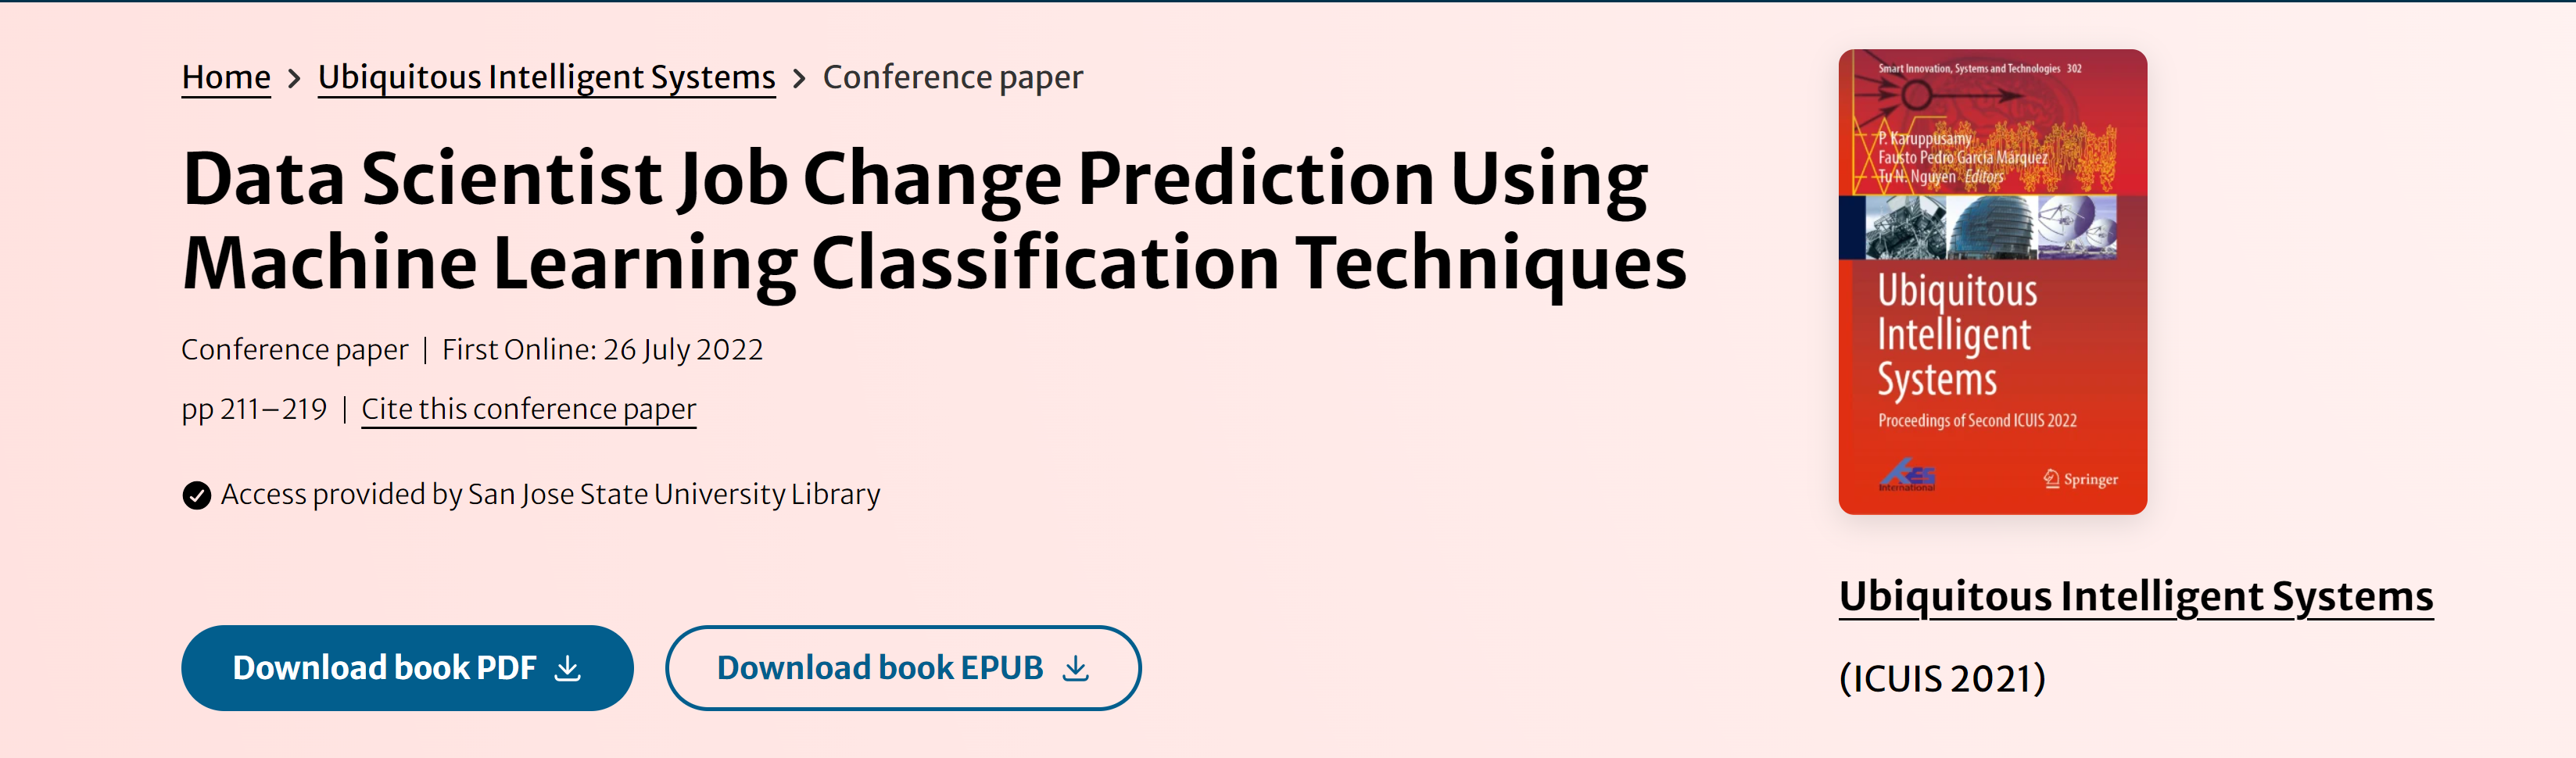 Home > Ubiquitous Intelligent Systems > Conference paper
Data Scientist Job Change Prediction Using
Machine Learning Classification Techniques
Conference paper | First Online: 26 July 2022
pp 211–219 | Cite this conference paper
Access provided by San Jose State University Library
Download book PDF
Download book EPUB
Smart Innovation, Systems and Technologies 302
P. Karuppusamy
Fausto Pedro García Márquez
Tu N. Nguyen Editors
Ubiquitous
Intelligent
Systems
Proceedings of Second ICUIS 2022
KES
International
Springer
Ubiquitous Intelligent Systems
(ICUIS 2021)